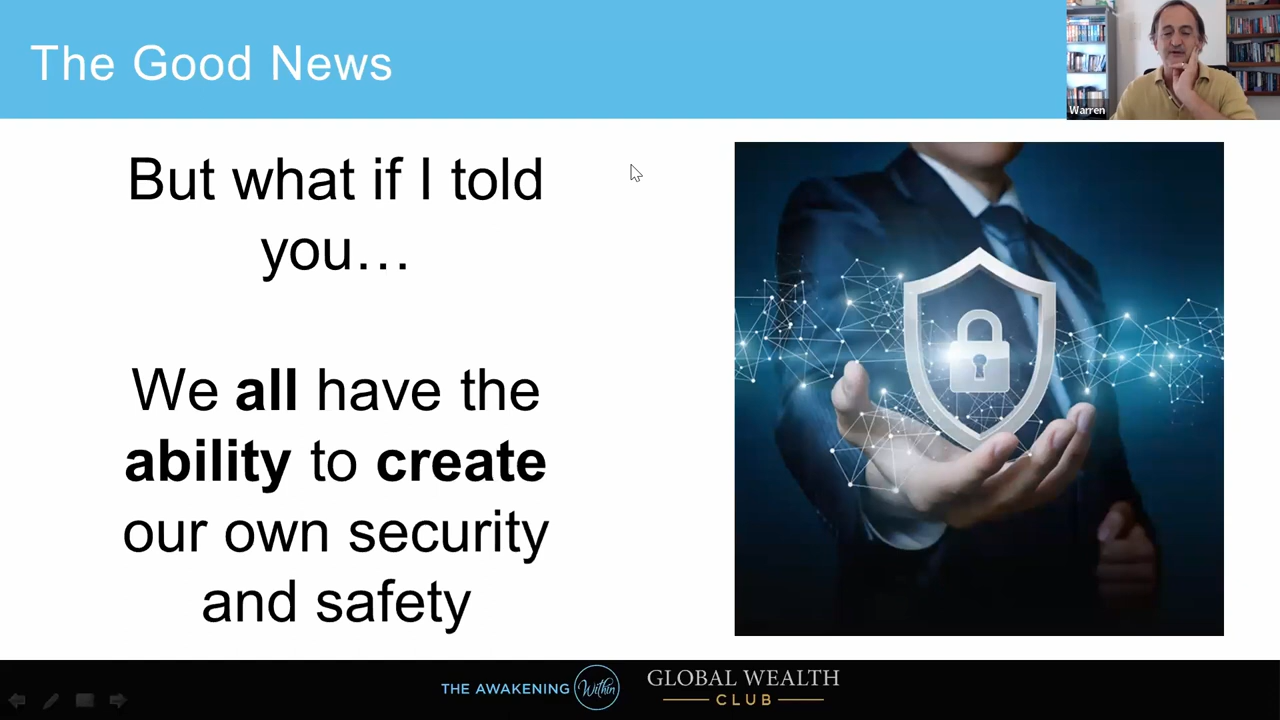 The Good News
Warren
But what if I told
you…
We all have the
ability to create
our own security
and safety
THE AWAKENING Within
GLOBAL WEALTH
CLUB